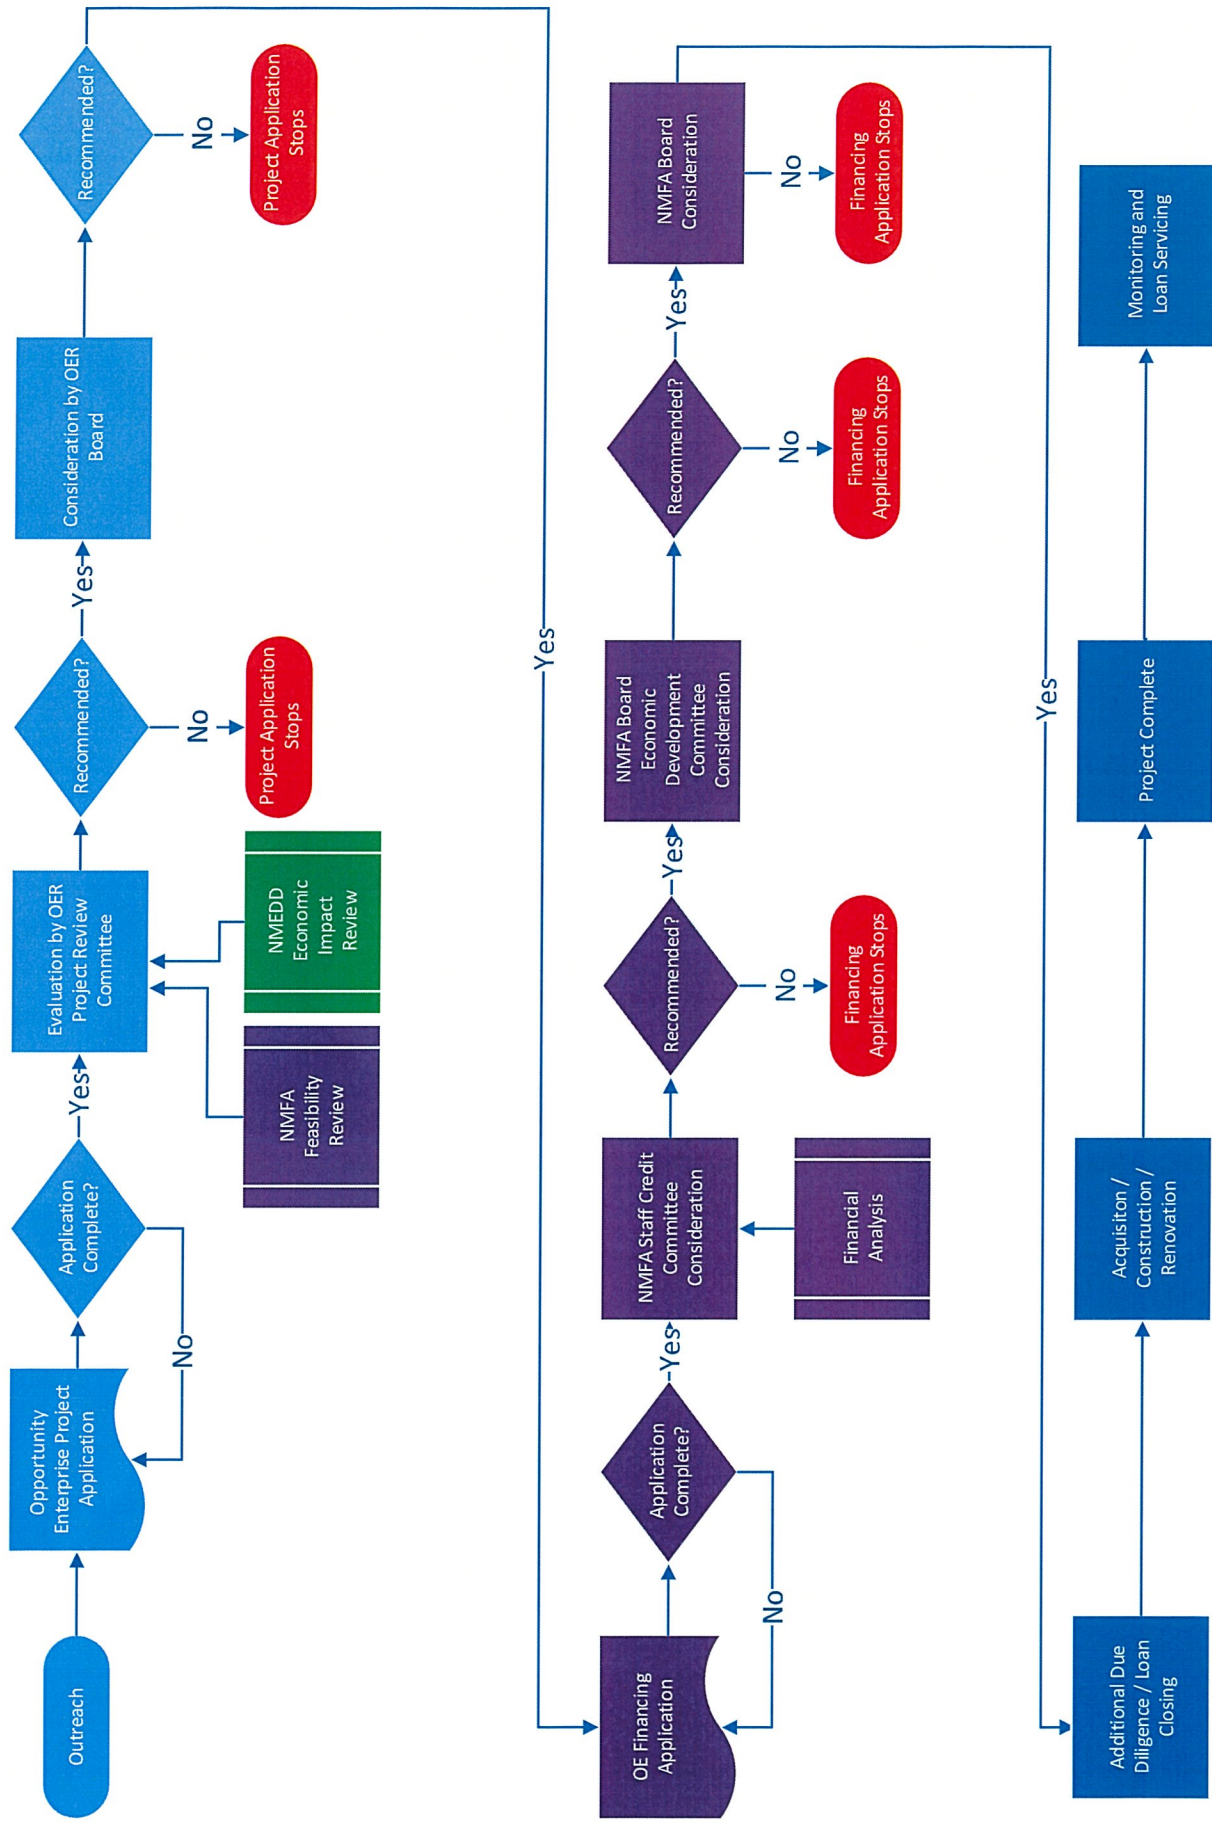 Outreach
Opportunity
Enterprise Project
Application
Application
Complete?
No
Yes
Evaluation by OER
Project Review
Committee
NMFA
Feasibility
Review
NMEDD
Economic
Impact
Review
Recommended?
No
Project Application
Stops
Yes
Consideration by OER
Board
Recommended?
No
Project Application
Stops
Yes
OE Financing
Application
Application
Complete?
No
Yes
NMFA Staff Credit
Committee
Consideration
Financial
Analysis
Recommended?
No
Financing
Application Stops
Yes
NMFA Board
Economic
Development
Committee
Consideration
Recommended?
No
Financing
Application Stops
Yes
NMFA Board
Consideration
No
Financing
Application Stops
Yes
Additional Due
Diligence / Loan
Closing
Acquisiton /
Construction /
Renovation
Project Complete
Monitoring and
Loan Servicing